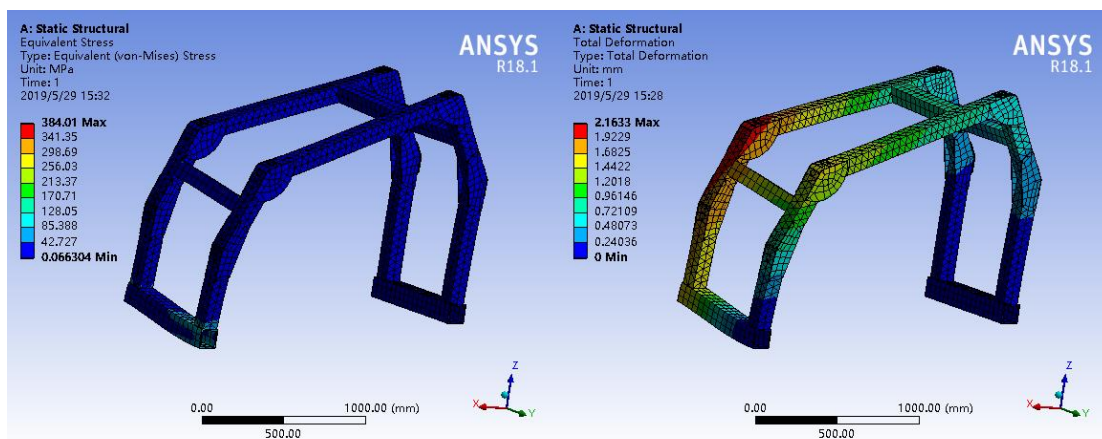 A: Static Structural
Equivalent Stress
Type: Equivalent (von-Mises) Stress
Unit: MPa
Time: 1
2019/5/29 15:32
384.01 Max
341.35
298.69
256.03
213.37
170.71
128.05
85.388
42.727
0.066304 Min
ANSYS
R18.1
Z
X
Y
0.00 1000.00 (mm)
500.00
A: Static Structural
Total Deformation
Type: Total Deformation
Unit: mm
Time: 1
2019/5/29 15:28
2.1633 Max
1.9229
1.6825
1.4422
1.2018
0.96146
0.72109
0.48073
0.24036
0 Min
ANSYS
R18.1
Z
X
Y
0.00 1000.00 (mm)
500.00